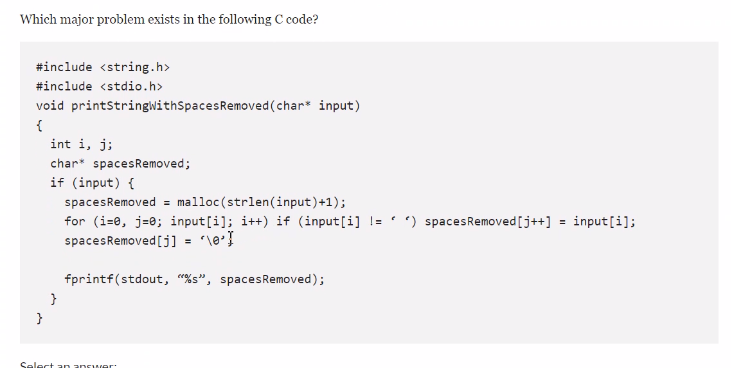 Which major problem exists in the following C code?
#include <string.h>
#include <stdio.h>
void printStringWithSpacesRemoved(char* input)
{
int i, j;
char* spacesRemoved;
if (input) {
spacesRemoved = malloc(strlen(input)+1);
for (i=0, j=0; input[i]; i++) if (input[i] != ‘ ‘) spacesRemoved[j++] = input[i];
spacesRemoved[j] = ‘\0’;
fprintf(stdout, “%s”, spacesRemoved);
}
}
Select an answer: